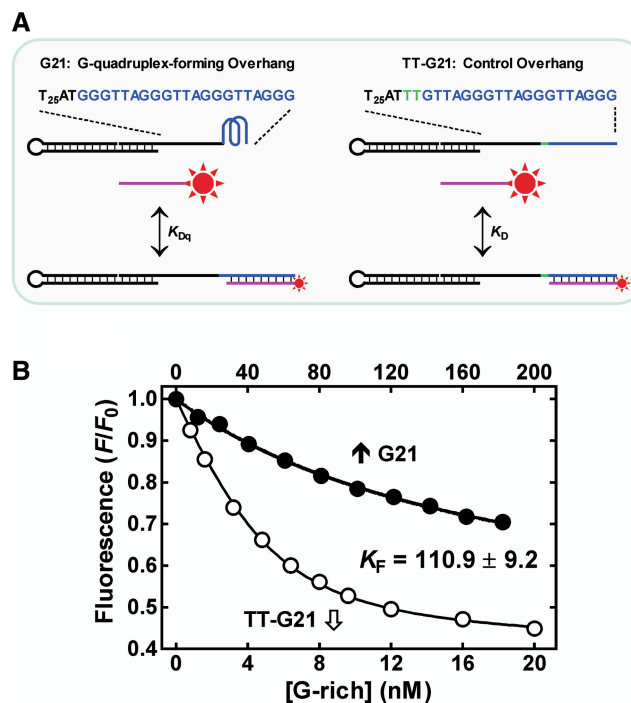 A
G21: G-quadruplex-forming Overhang
T25ATGGGTTAGGGTTAGGGTTAGGG
KDq
TT-G21: Control Overhang
T25ATTTGTTAGGGTTAGGGTTAGGG
KD
B
0 40 80 120 160 200
Fluorescence (F/F0)
1.0
0.9
0.8
0.7
0.6
0.5
0.4
G21
KF = 110.9 ± 9.2
TT-G21
0 4 8 12 16 20
[G-rich] (nM)